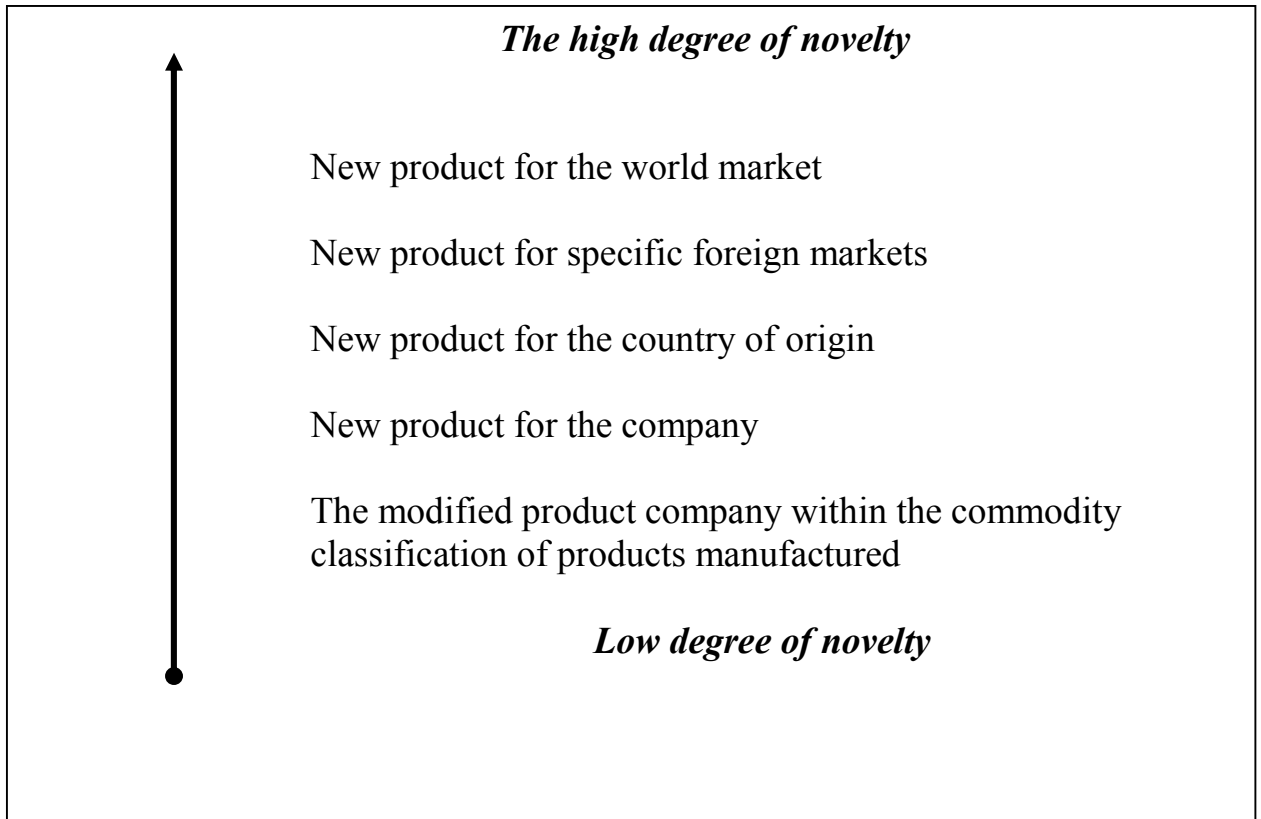 The high degree of novelty
New product for the world market
New product for specific foreign markets
New product for the country of origin
New product for the company
The modified product company within the commodity
classification of products manufactured
Low degree of novelty